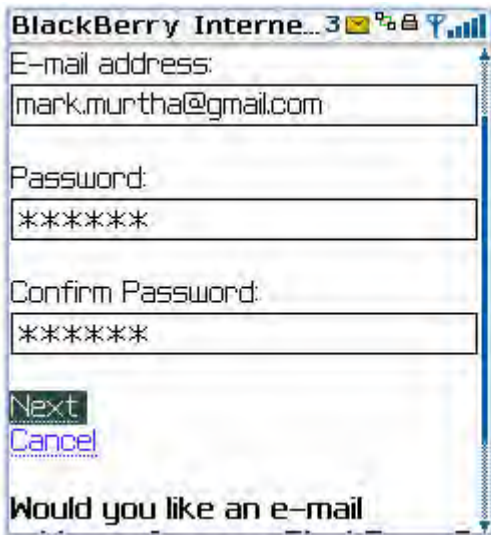 BlackBerry Interne...3
E-mail address:
mark.murtha@gmail.com
Password:
******
Confirm Password:
******
Next
Cancel
Would you like an e-mail